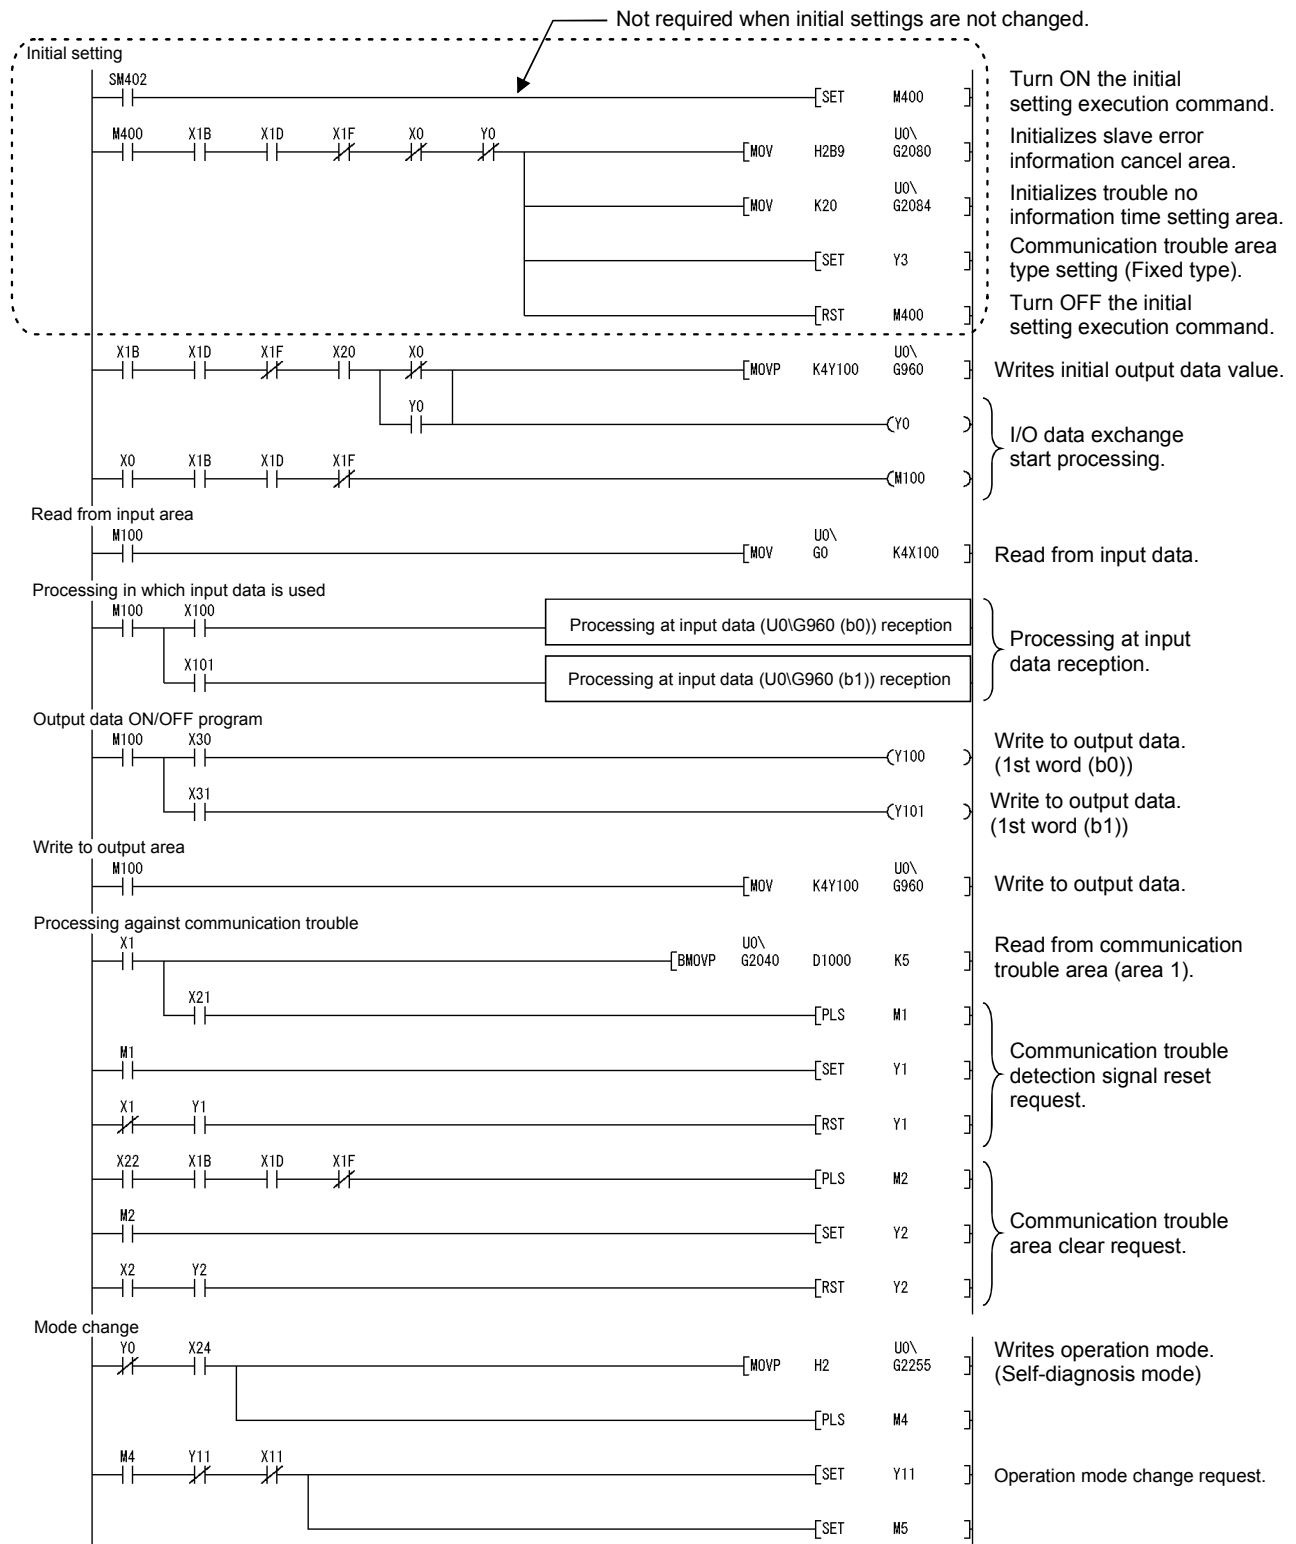 Not required when initial settings are not changed.
Initial setting
SM402
SET M400
Turn ON the initial
setting execution command.
M400 X1B X1D X1F X0 Y0
U0\
MOV H2B9 G2080
Initializes slave error
information cancel area.
U0\
MOV K20 G2084
Initializes trouble no
information time setting area.
SET Y3
Communication trouble area
type setting (Fixed type).
RST M400
Turn OFF the initial
setting execution command.
X1B X1D X1F X20 X0
U0\
MOVP K4Y100 G960
Writes initial output data value.
Y0
Y0
I/O data exchange
start processing.
X0 X1B X1D X1F
M100
Read from input area
M100
U0\
MOV G0 K4X100
Read from input data.
Processing in which input data is used
M100 X100
Processing at input data (U0\G960 (b0)) reception
X101
Processing at input data (U0\G960 (b1)) reception
Processing at input
data reception.
Output data ON/OFF program
M100 X30
Y100
Write to output data.
(1st word (b0))
X31
Y101
Write to output data.
(1st word (b1))
Write to output area
M100
U0\
MOV K4Y100 G960
Write to output data.
Processing against communication trouble
X1
U0\
BMOVP G2040 D1000 K5
Read from communication
trouble area (area 1).
X21
PLS M1
M1
SET Y1
Communication trouble
detection signal reset
request.
X1 Y1
RST Y1
X22 X1B X1D X1F
PLS M2
M2
SET Y2
Communication trouble
area clear request.
X2 Y2
RST Y2
Mode change
Y0 X24
U0\
MOVP H2 G2255
Writes operation mode.
(Self-diagnosis mode)
PLS M4
M4 Y11 X11
SET Y11
Operation mode change request.
SET M5